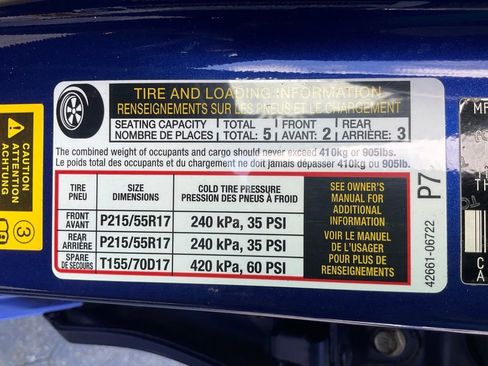 TIRE AND LOADING INFORMATION
RENSEIGNEMENTS SUR LES PNEUS ET LE CHARGEMENT
SEATING CAPACITY TOTAL: 5 FRONT AVANT: 2 REAR ARRIÈRE: 3
NOMBRE DE PLACES TOTAL:
The combined weight of occupants and cargo should never exceed 410kg or 905lb.
Le poids total des occupants et du chargement ne doit jamais dépasser 410kg ou 905lb.
TIRE PNEU SIZE DIMENSIONS COLD TIRE PRESSURE PRESSION DES PNEUS À FROID
FRONT AVANT P215/55R17 240 kPa, 35 PSI
REAR ARRIÈRE P215/55R17 240 kPa, 35 PSI
SPARE DE SECOURS T155/70D17 420 kPa, 60 PSI
SEE OWNER'S
MANUAL FOR
ADDITIONAL
INFORMATION
VOIR LE MANUEL
DE L'USAGER
POUR PLUS DE
RENSEIGNEMENTS
P7
42661-06722
CAUTION
ATTENTION
ACHTUNG
3
MF
TH
C
A